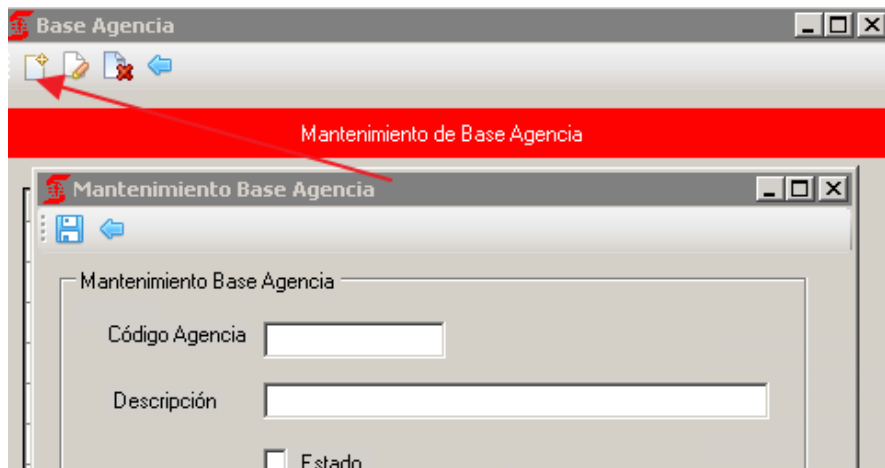 Base Agencia
Mantenimiento de Base Agencia
Mantenimiento Base Agencia
Mantenimiento Base Agencia
Código Agencia
Descripción
Estado